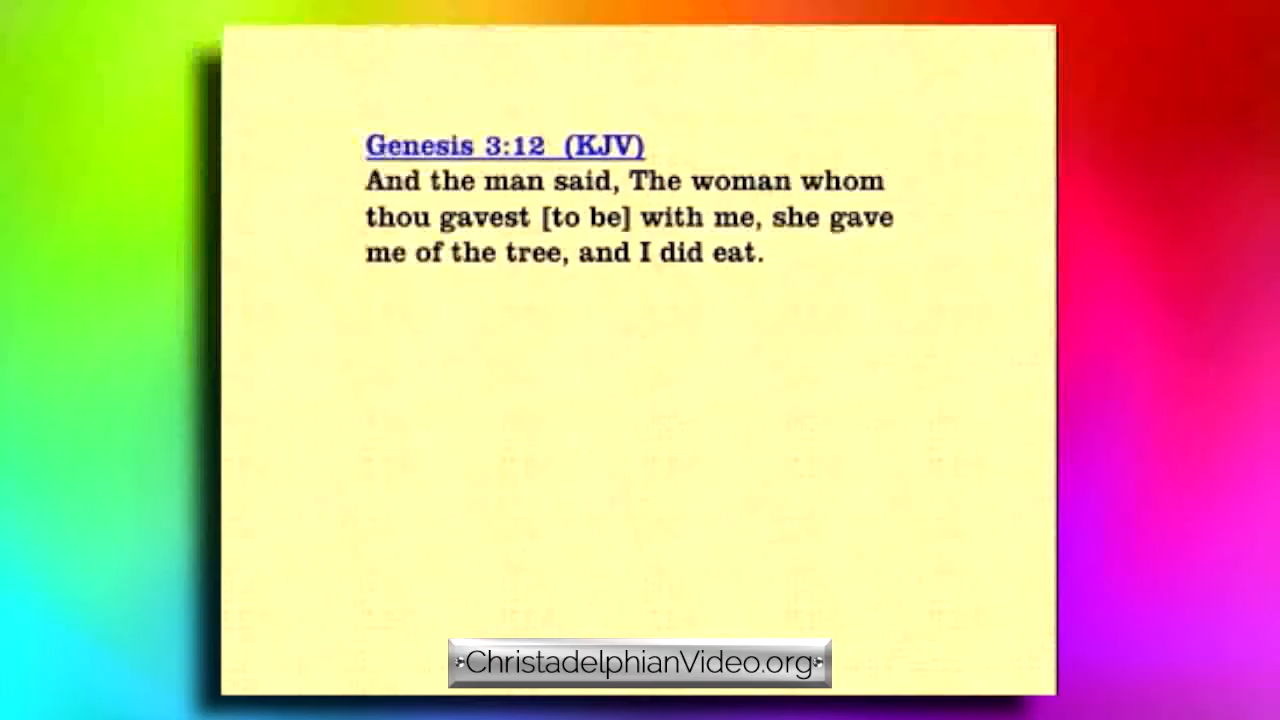 Genesis 3:12 (KJV)
And the man said, The woman whom
thou gavest [to be] with me, she gave
me of the tree, and I did eat.
ChristadelphianVideo.org